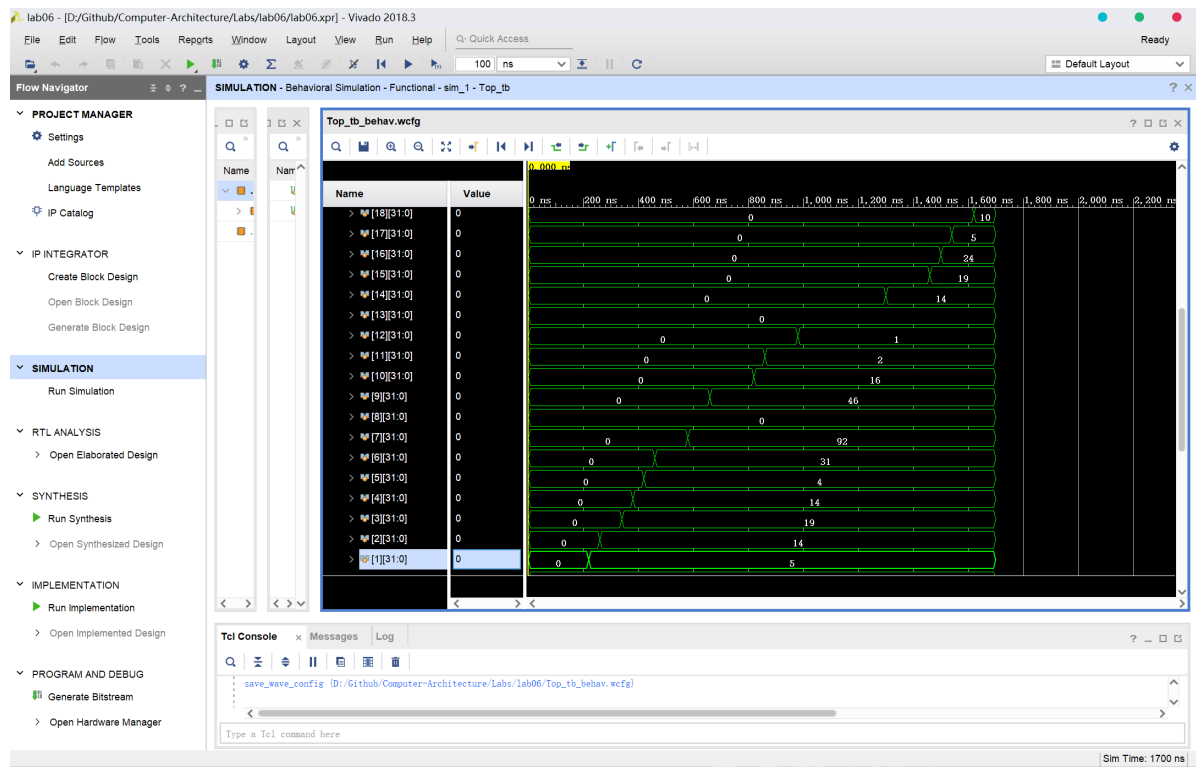 lab06 - [D:/Github/Computer-Architecture/Labs/lab06/lab06.xpr] - Vivado 2018.3
File Edit Flow Tools Reports Window Layout View Run Help Q- Quick Access Ready
100 ns Default Layout
Flow Navigator
SIMULATION - Behavioral Simulation - Functional - sim_1 - Top_tb
PROJECT MANAGER
Settings
Add Sources
Language Templates
IP Catalog
IP INTEGRATOR
Create Block Design
Open Block Design
Generate Block Design
SIMULATION
Run Simulation
RTL ANALYSIS
Open Elaborated Design
SYNTHESIS
Run Synthesis
Open Synthesized Design
IMPLEMENTATION
Run Implementation
Open Implemented Design
PROGRAM AND DEBUG
Generate Bitstream
Open Hardware Manager
Name
Top_tb_behav.wcfg
0.000 ns
Name Value
0 ns 200 ns 400 ns 600 ns 800 ns 1,000 ns 1,200 ns 1,400 ns 1,600 ns 1,800 ns 2,000 ns 2,200 ns
[18][31:0] 0 0 10
[17][31:0] 0 0 5
[16][31:0] 0 0 24
[15][31:0] 0 0 19
[14][31:0] 0 0 14
[13][31:0] 0 0
[12][31:0] 0 0 1
[11][31:0] 0 0 2
[10][31:0] 0 0 16
[9][31:0] 0 0 46
[8][31:0] 0 0
[7][31:0] 0 0 92
[6][31:0] 0 0 31
[5][31:0] 0 0 4
[4][31:0] 0 0 14
[3][31:0] 0 0 19
[2][31:0] 0 0 14
[1][31:0] 0 0 5
Tcl Console Messages Log
save_wave_config {D:/Github/Computer-Architecture/Labs/lab06/Top_tb_behav.wcfg}
Type a Tcl command here
Sim Time: 1700 ns